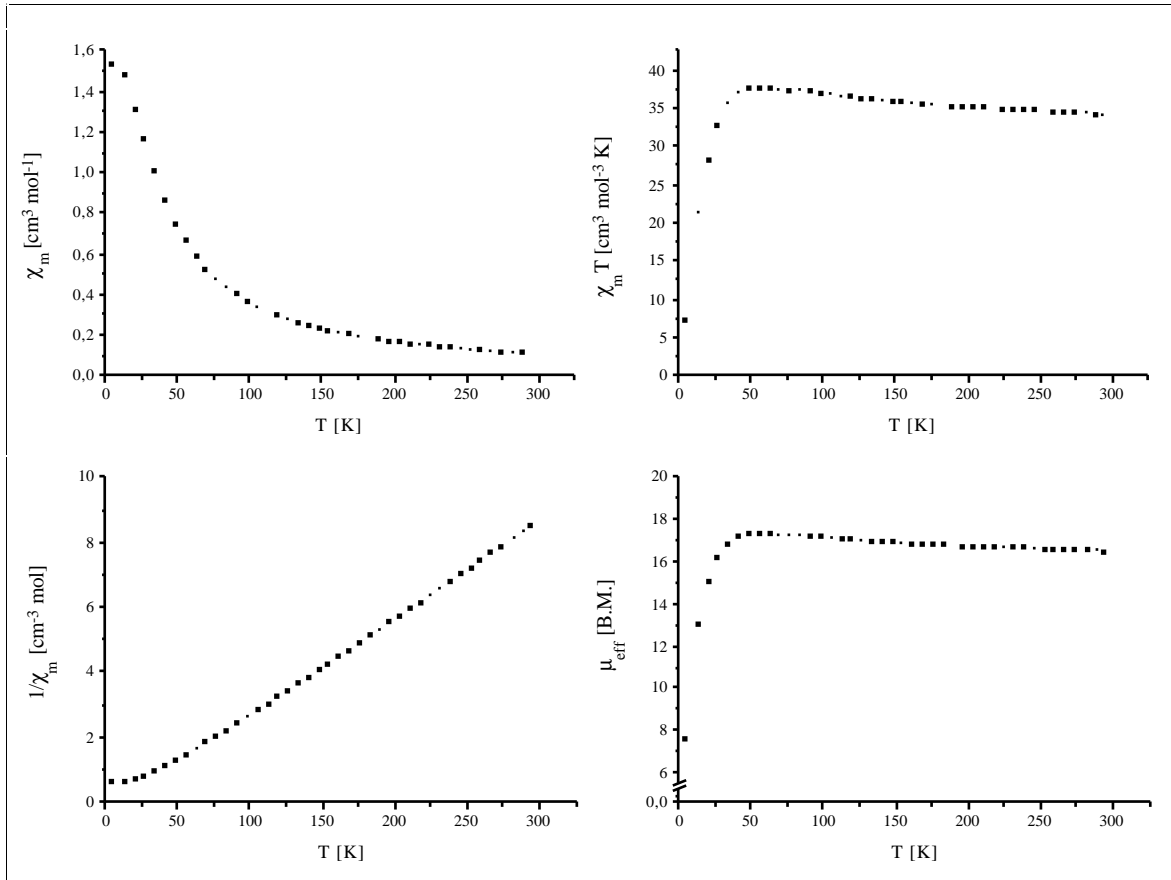 1,6
1,4
1,2
1,0
0,8
0,6
0,4
0,2
0,0
χm [cm3 mol-1]
0 50 100 150 200 250 300
T [K]
40
35
30
25
20
15
10
5
0
χm T [cm3 mol-3 K]
0 50 100 150 200 250 300
T [K]
10
8
6
4
2
0
1/χm [cm-3 mol]
0 50 100 150 200 250 300
T [K]
20
18
16
14
12
10
8
6
0,0
μeff [B.M.]
0 50 100 150 200 250 300
T [K]